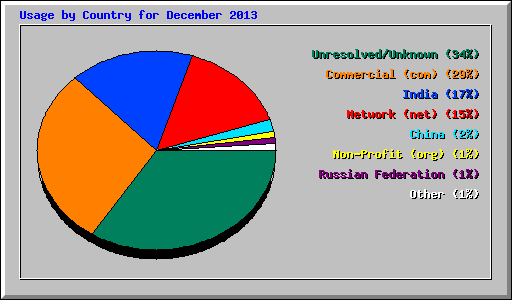 Usage by Country for December 2013
Unresolved/Unknown (34%)
Commercial (com) (29%)
India (17%)
Network (net) (15%)
China (2%)
Non-Profit (org) (1%)
Russian Federation (1%)
Other (1%)